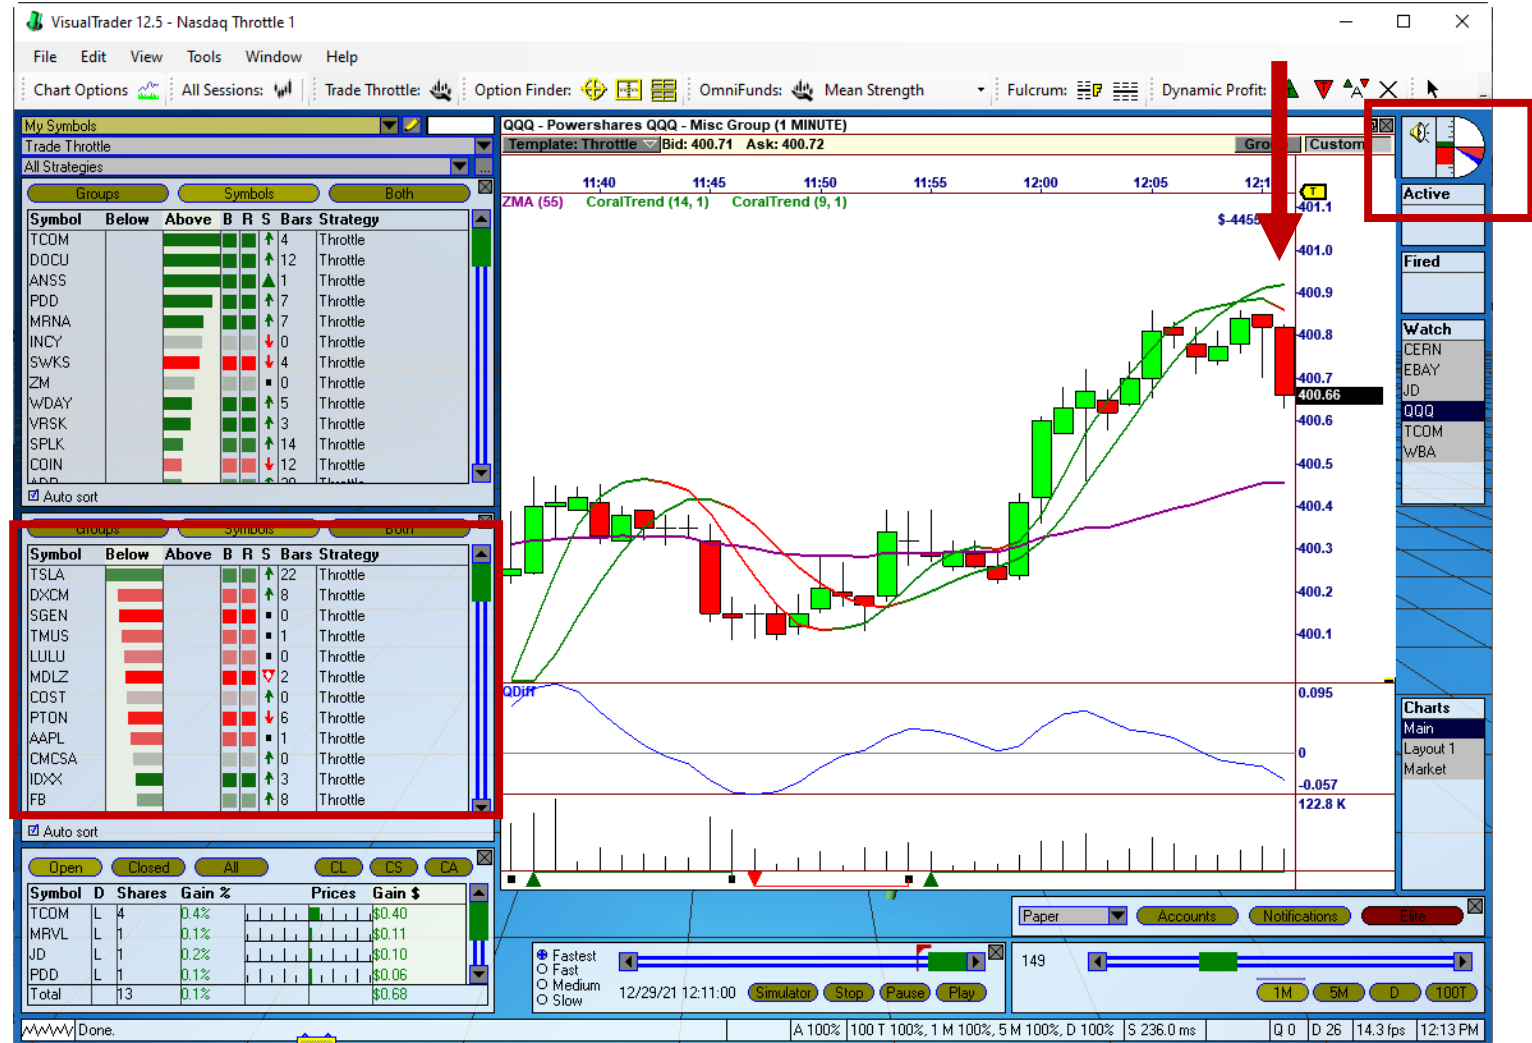 VisualTrader 12.5 - Nasdaq Throttle 1
File Edit View Tools Window Help
Chart Options All Sessions: Trade Throttle: Option Finder: OmniFunds: Mean Strength Fulcrum: Dynamic Profit:
My Symbols
Trade Throttle
All Strategies
Groups Symbols Both
Symbol Below Above B R S Bars Strategy
TCOM 4 Throttle
DOCU 12 Throttle
ANSS 1 Throttle
PDD 7 Throttle
MRNA 7 Throttle
INCY 0 Throttle
SWKS 4 Throttle
ZM 0 Throttle
WDAY 5 Throttle
VRSK 3 Throttle
SPLK 14 Throttle
COIN 12 Throttle
Auto sort
Groups Symbols Both
Symbol Below Above B R S Bars Strategy
TSLA 22 Throttle
DXCM 8 Throttle
SGEN 0 Throttle
TMUS 1 Throttle
LULU 0 Throttle
MDLZ 2 Throttle
COST 0 Throttle
PTON 6 Throttle
AAPL 1 Throttle
CMCSA 0 Throttle
IDXX 3 Throttle
FB 8 Throttle
Auto sort
Open Closed All CL CS CA
Symbol D Shares Gain % Prices Gain $
TCOM L 4 0.4% $0.40
MRVL L 1 0.1% $0.11
JD L 1 0.2% $0.10
PDD L 1 0.1% $0.06
Total 13 0.1% $0.68
QQQ - Powershares QQQ - Misc Group (1 MINUTE)
Template: Throttle Bid: 400.71 Ask: 400.72 Custom
11:40 11:45 11:50 11:55 12:00 12:05
T
ZMA (55) CoralTrend (14, 1) CoralTrend (9, 1)
401.1
$-4455
401.0
400.9
400.8
400.7
400.66
400.6
400.5
400.4
400.3
400.2
400.1
QDiff
0.095
0
-0.057
122.8 K
Active
Fired
Watch
CERN
EBAY
JD
QQQ
TCOM
WBA
Charts
Main
Layout 1
Market
Paper Accounts Notifications Elite
Fastest
Fast
Medium
Slow
12/29/21 12:11:00 Simulator Stop Pause Play
149
1M 5M D 100T
Done.
A 100% 100 T 100%, 1 M 100%, 5 M 100%, D 100% S 236.0 ms Q 0 D 26 14.3 fps 12:13 PM